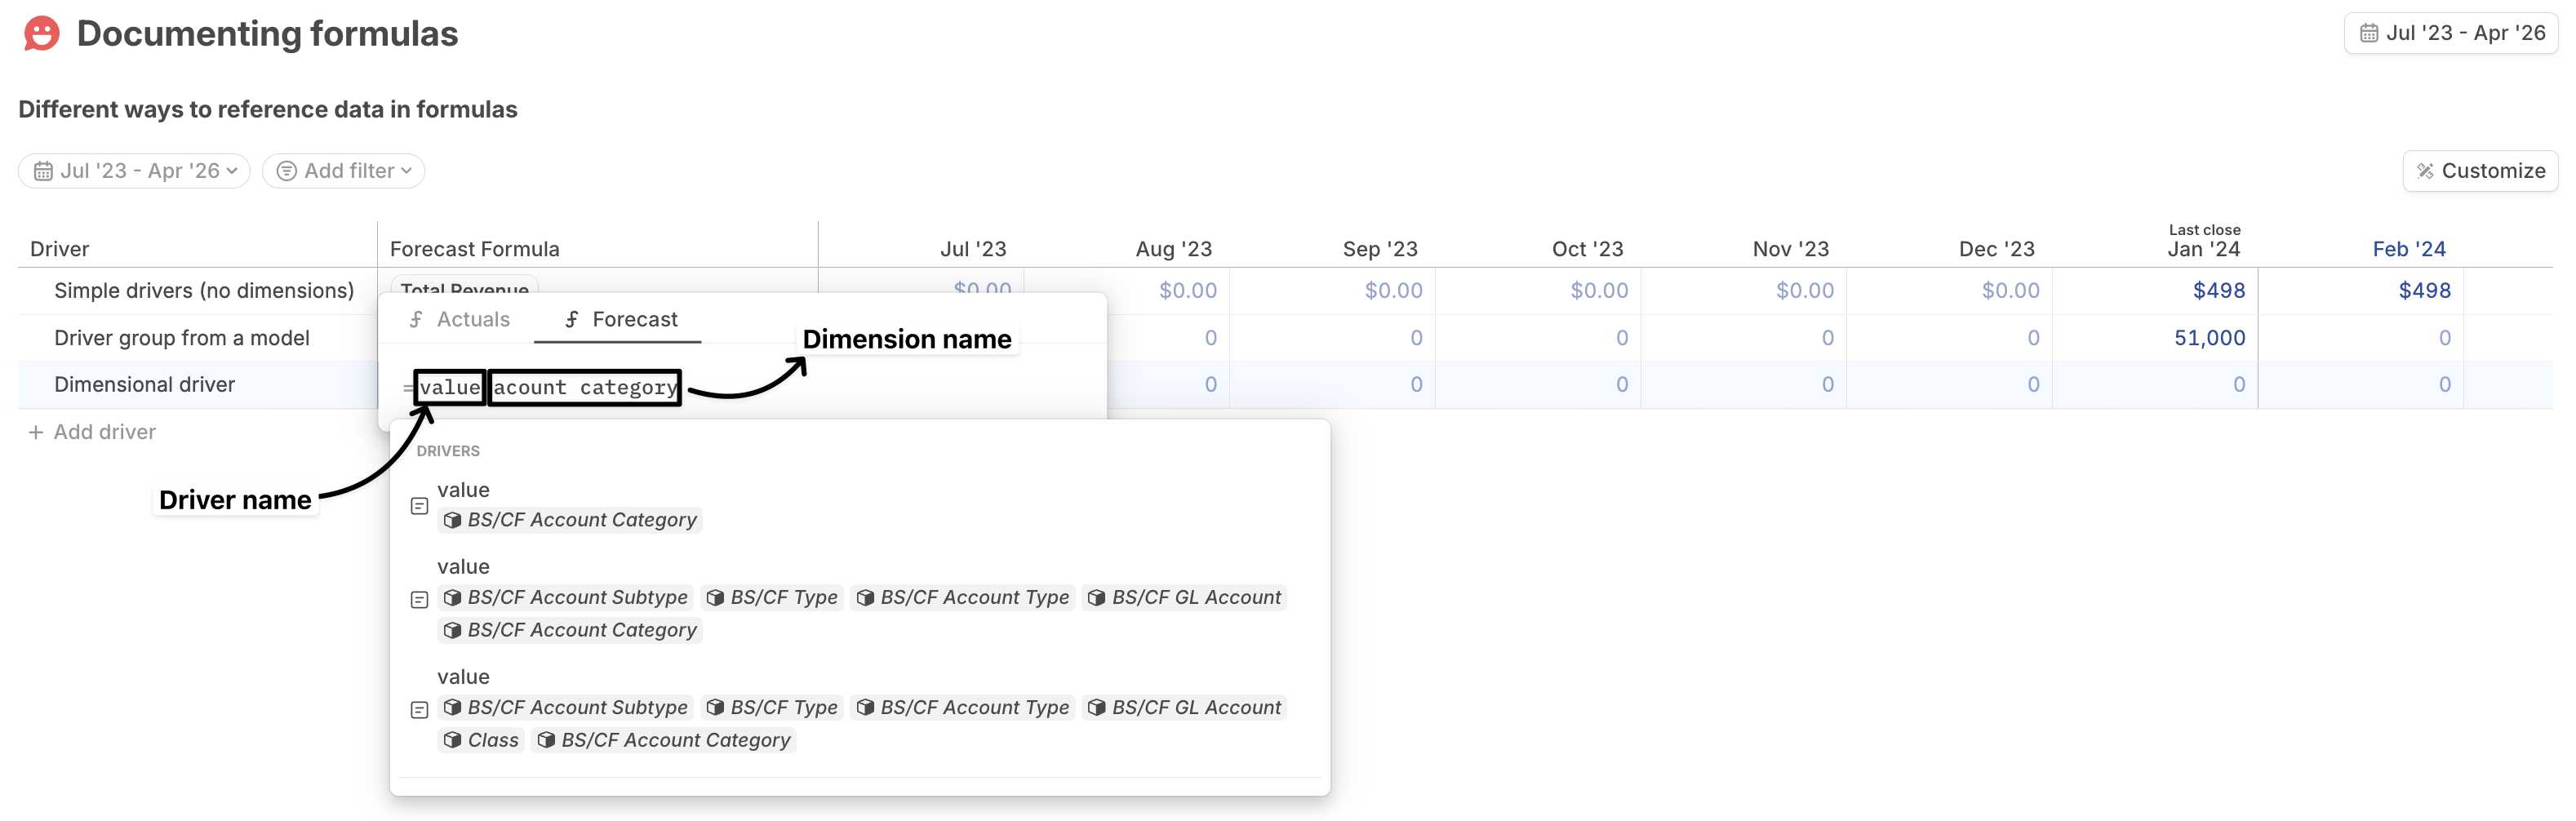 Documenting formulas
Jul '23 - Apr '26
Different ways to reference data in formulas
Jul '23 - Apr '26 Add filter
Customize
Driver Forecast Formula Jul '23 Aug '23 Sep '23 Oct '23 Nov '23 Dec '23 Last close Jan '24 Feb '24
Simple drivers (no dimensions) Total Revenue $0.00 $0.00 $0.00 $0.00 $0.00 $0.00 $498 $498
Actuals Forecast
Driver group from a model 0 0 0 0 0 51,000 0
Dimension name
Dimensional driver 0 0 0 0 0 0 0
=value acount category
+ Add driver
Driver name
DRIVERS
value
BS/CF Account Category
value
BS/CF Account Subtype BS/CF Type BS/CF Account Type BS/CF GL Account
BS/CF Account Category
value
BS/CF Account Subtype BS/CF Type BS/CF Account Type BS/CF GL Account
Class BS/CF Account Category